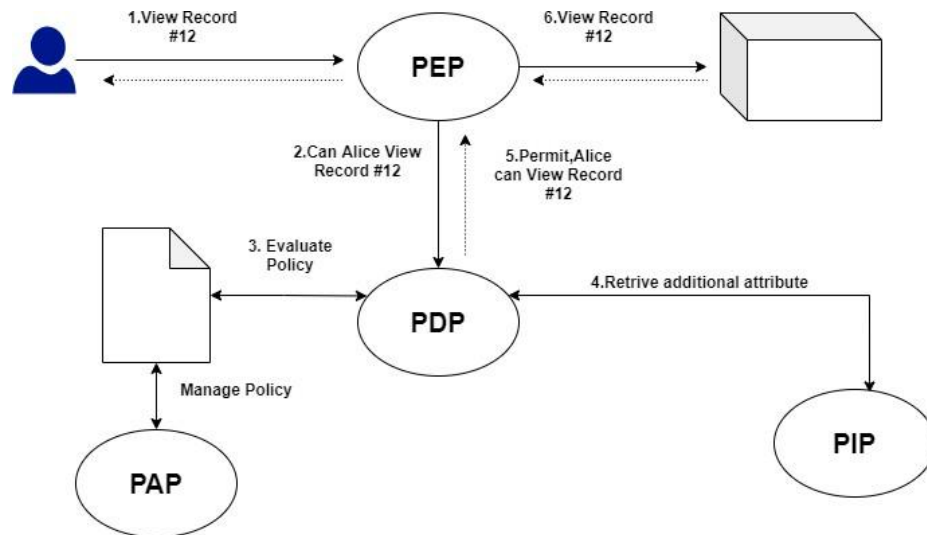 1.View Record
#12
6.View Record
#12
PEP
2.Can Alice View
Record #12
5.Permit,Alice
can View Record
#12
3. Evaluate
Policy
4.Retrive additional attribute
PDP
Manage Policy
PAP
PIP